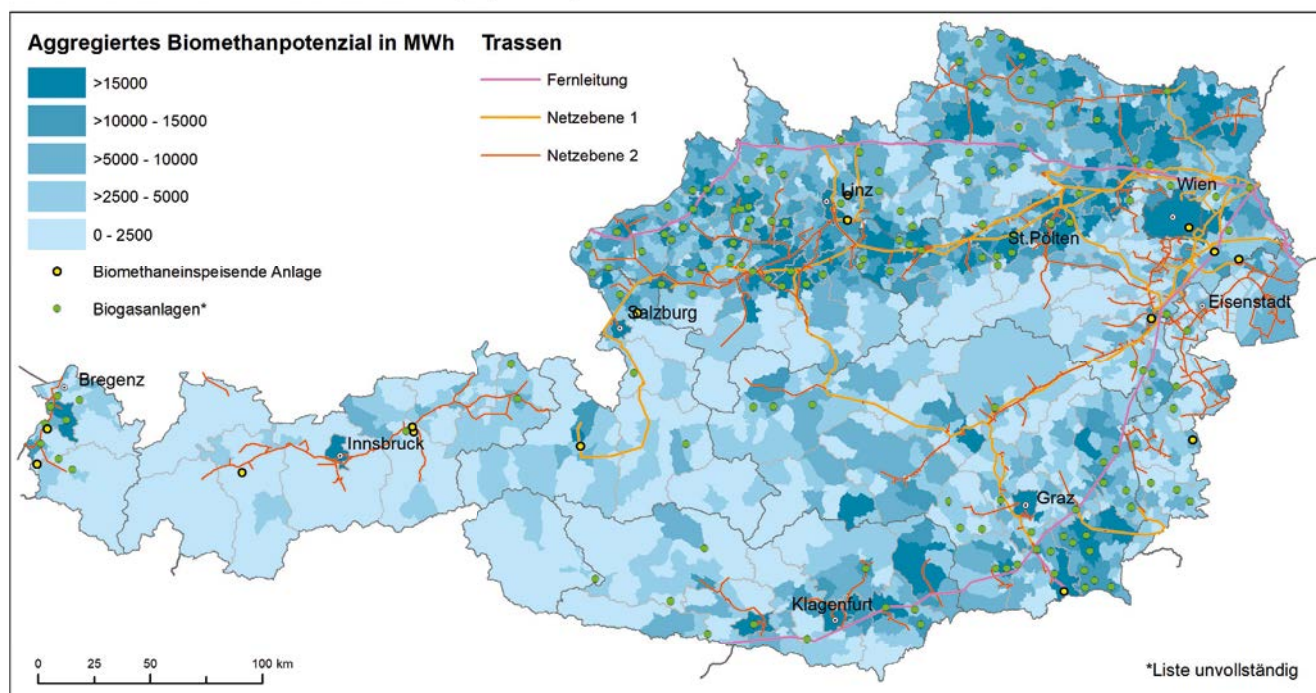 Aggregiertes Biomethanpotenzial in MWh
>15000
>10000 - 15000
>5000 - 10000
>2500 - 5000
0 - 2500
Biomethaneinspeisende Anlage
Biogasanlagen*
Trassen
Fernleitung
Netzebene 1
Netzebene 2
Linz
Wien
St.Pölten
Eisenstadt
Salzburg
Bregenz
Innsbruck
Graz
Klagenfurt
0 25 50 100 km
*Liste unvollständig